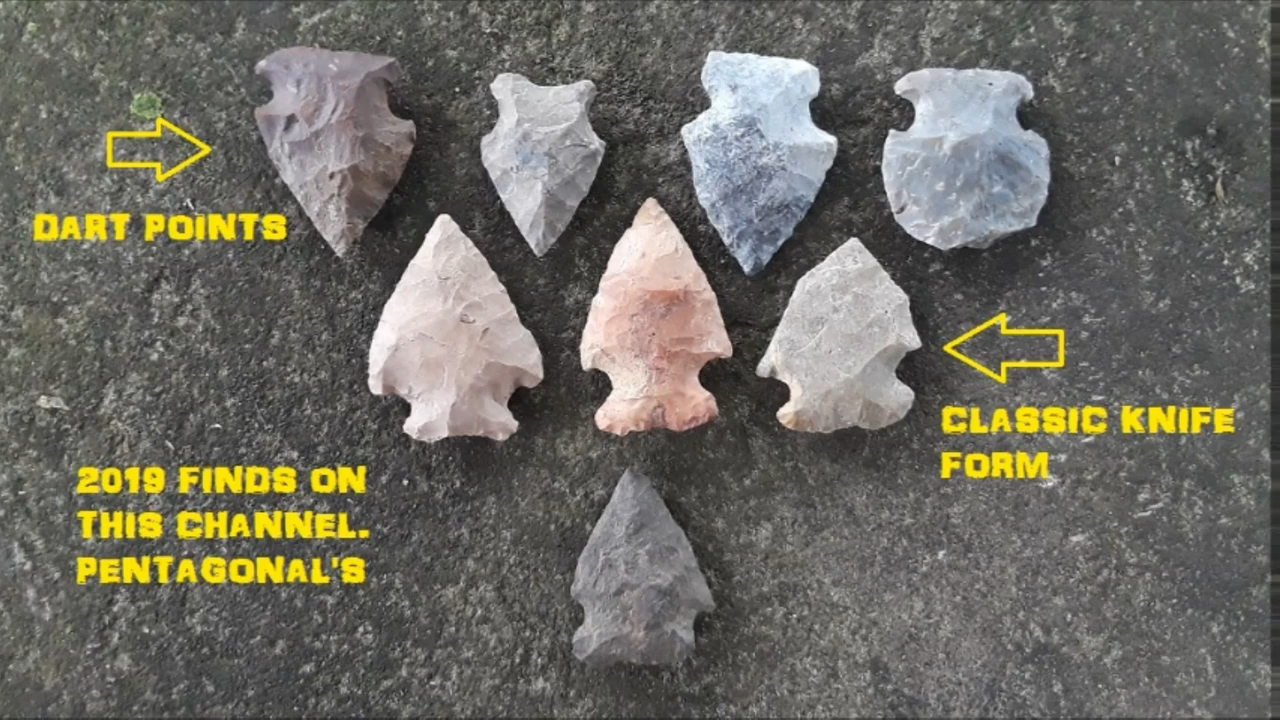 DART POINTS
CLASSIC KNIFE
FORM
2019 FINDS ON
THIS CHANNEL.
PENTAGONAL'S